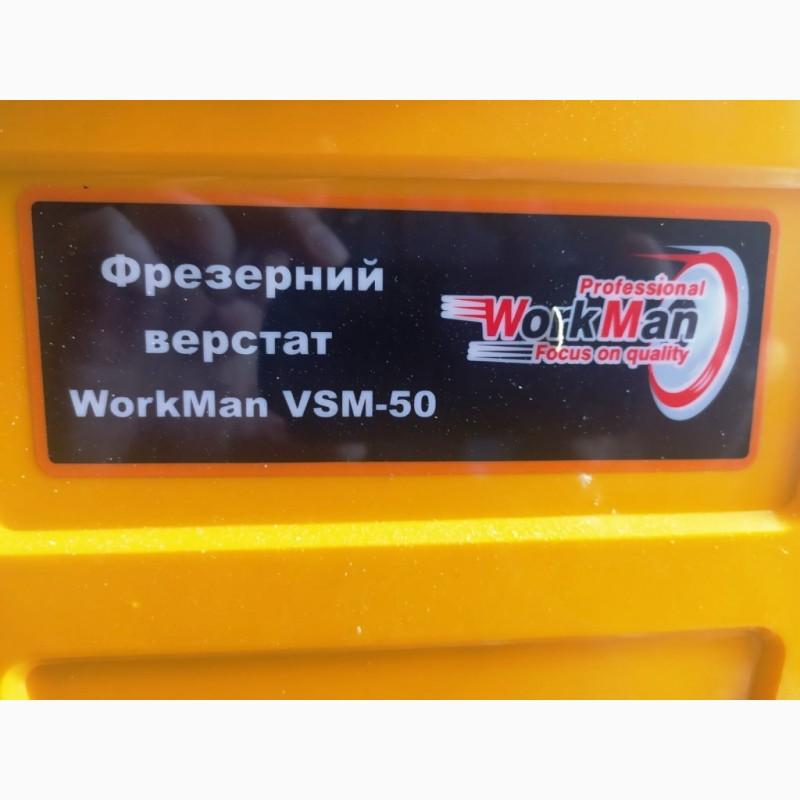 Фрезерний
верстат
WorkMan VSM-50
Professional
WorkMan
Focus on quality